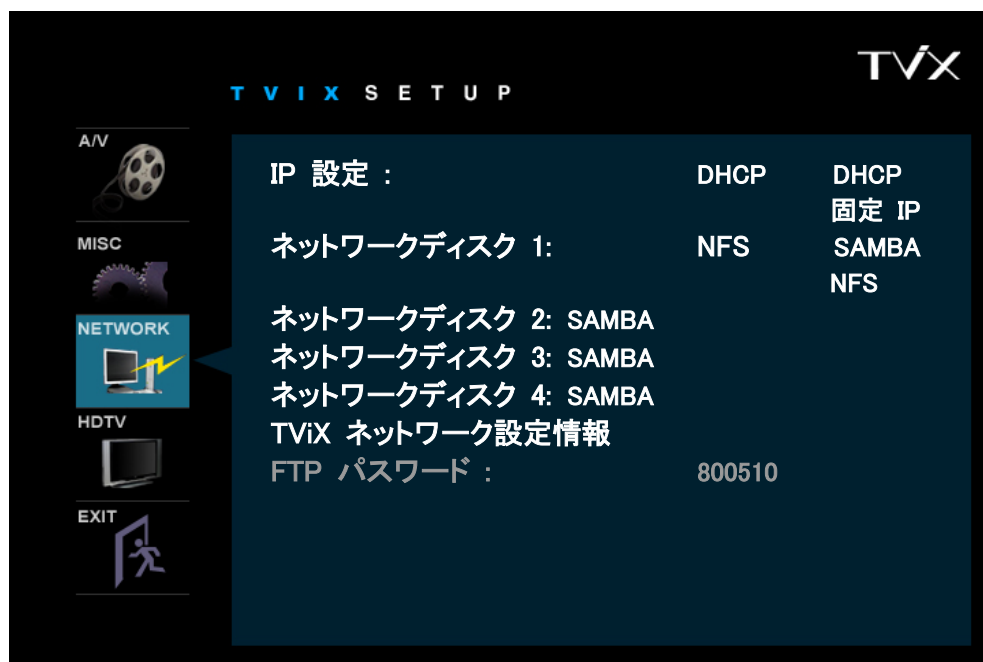 TViX
TVIX SETUP
A/V
MISC
NETWORK
HDTV
EXIT
IP 設定 : DHCP DHCP
固定 IP
ネットワークディスク 1: NFS SAMBA
NFS
ネットワークディスク 2: SAMBA
ネットワークディスク 3: SAMBA
ネットワークディスク 4: SAMBA
TViX ネットワーク設定情報
FTP パスワード : 800510